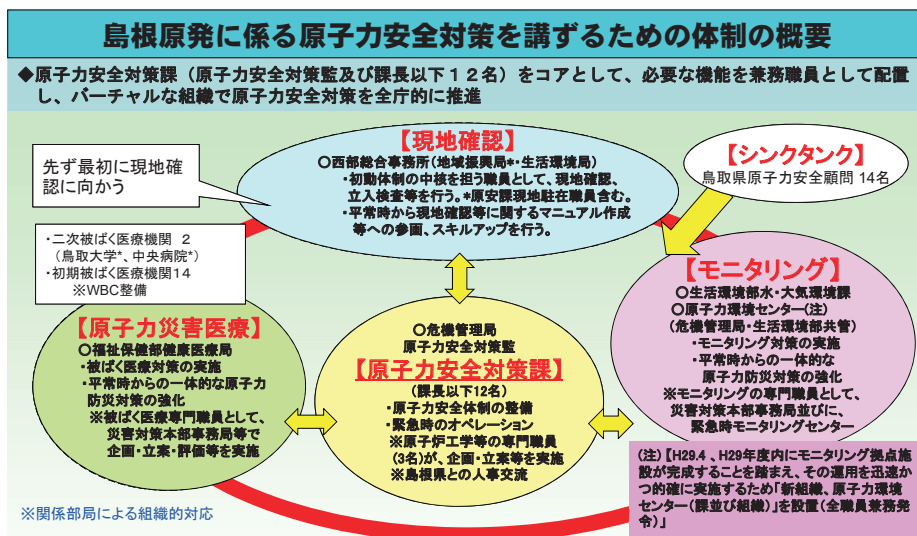 島根原発に係る原子力安全対策を講ずるための体制の概要
◆原子力安全対策課（原子力安全対策監及び課長以下１２名）をコアとして、必要な機能を兼務職員として配置
し、バーチャルな組織で原子力安全対策を全庁的に推進
先ず最初に現地確
認に向かう
【現地確認】
○西部総合事務所(地域振興局*・生活環境局)
・初動体制の中核を担う職員として、現地確認、
立入検査等を行う。*原安課現地駐在職員含む。
・平常時から現地確認等に関するマニュアル作成
等への参画、スキルアップを行う。
【シンクタンク】
鳥取県原子力安全顧問 14名
・二次被ばく医療機関 2
（鳥取大学*、中央病院*）
・初期被ばく医療機関14
※WBC整備
【原子力災害医療】
○福祉保健部健康医療局
・被ばく医療対策の実施
・平常時からの一体的な原子力
防災対策の強化
※被ばく医療専門職員として、
災害対策本部事務局等で
企画・立案・評価等を実施
○危機管理局
原子力安全対策監
【原子力安全対策課】
(課長以下12名)
・原子力安全体制の整備
・緊急時のオペレーション
※原子炉工学等の専門職員
(3名)が、企画・立案等を実施
※島根県との人事交流
【モニタリング】
○生活環境部水・大気環境課
○原子力環境センター(注)
(危機管理局・生活環境部共管)
・モニタリング対策の実施
・平常時からの一体的な
原子力防災対策の強化
※モニタリングの専門職員として、
災害対策本部事務局並びに、
緊急時モニタリングセンター
(注)【H29.4 、H29年度内にモニタリング拠点施
設が完成することを踏まえ、その運用を迅速か
つ的確に実施するため「新組織、原子力環境
センター(課並び組織)」を設置(全職員兼務発
令)」
※関係部局による組織的対応